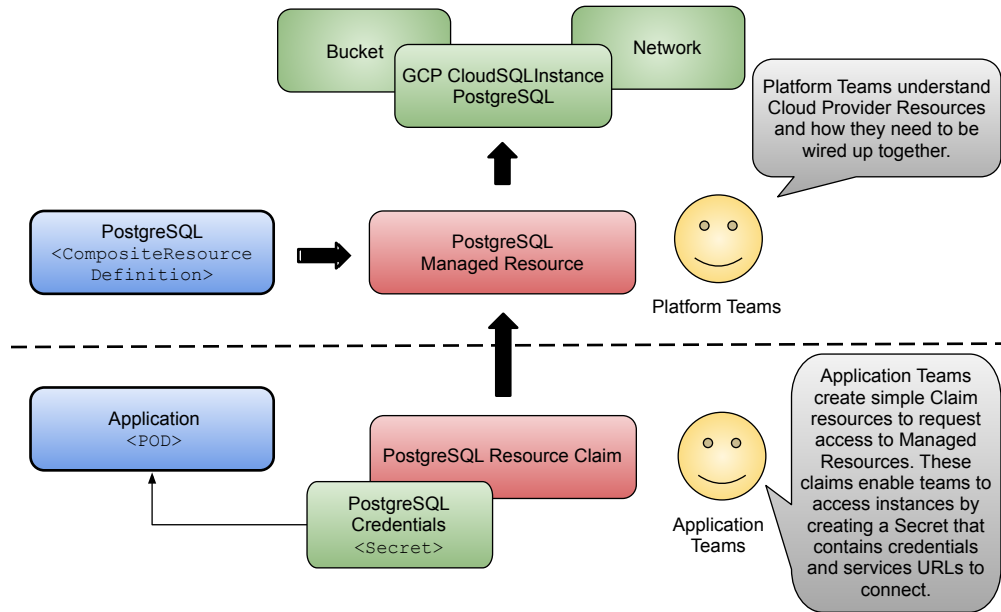 Bucket
Network
GCP CloudSQLInstance
PostgreSQL
Platform Teams understand
Cloud Provider Resources
and how they need to be
wired up together.
PostgreSQL
<CompositeResource
Definition>
PostgreSQL
Managed Resource
Platform Teams
Application
<POD>
PostgreSQL Resource Claim
PostgreSQL
Credentials
<Secret>
Application
Teams
Application Teams
create simple Claim
resources to request
access to Managed
Resources. These
claims enable teams to
access instances by
creating a Secret that
contains credentials
and services URLs to
connect.